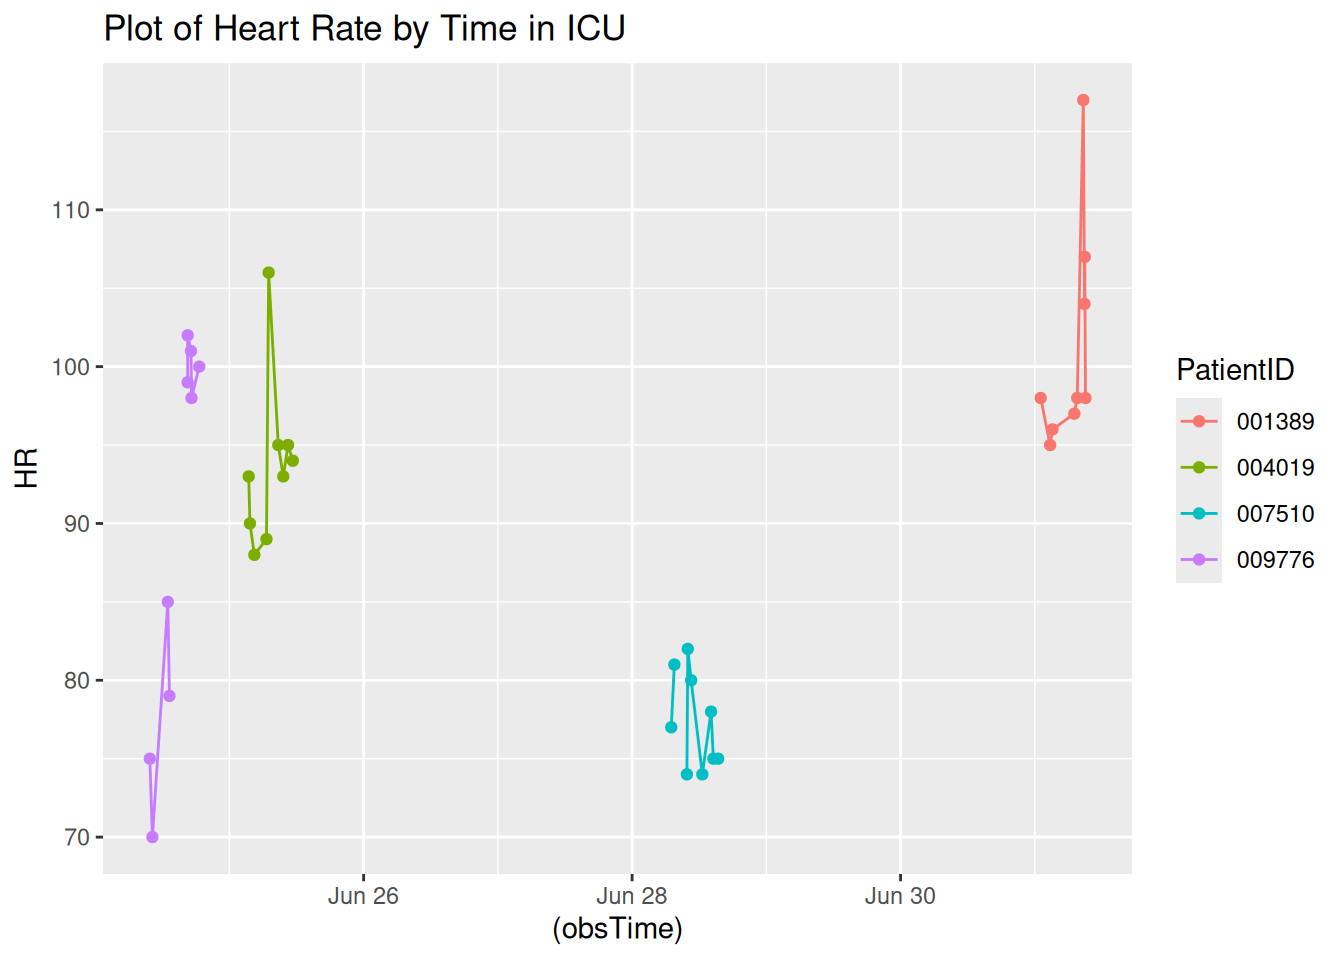 Plot of Heart Rate by Time in ICU
HR
110
100
90
80
70
Jun 26 Jun 28 Jun 30
(obsTime)
PatientID
001389
004019
007510
009776